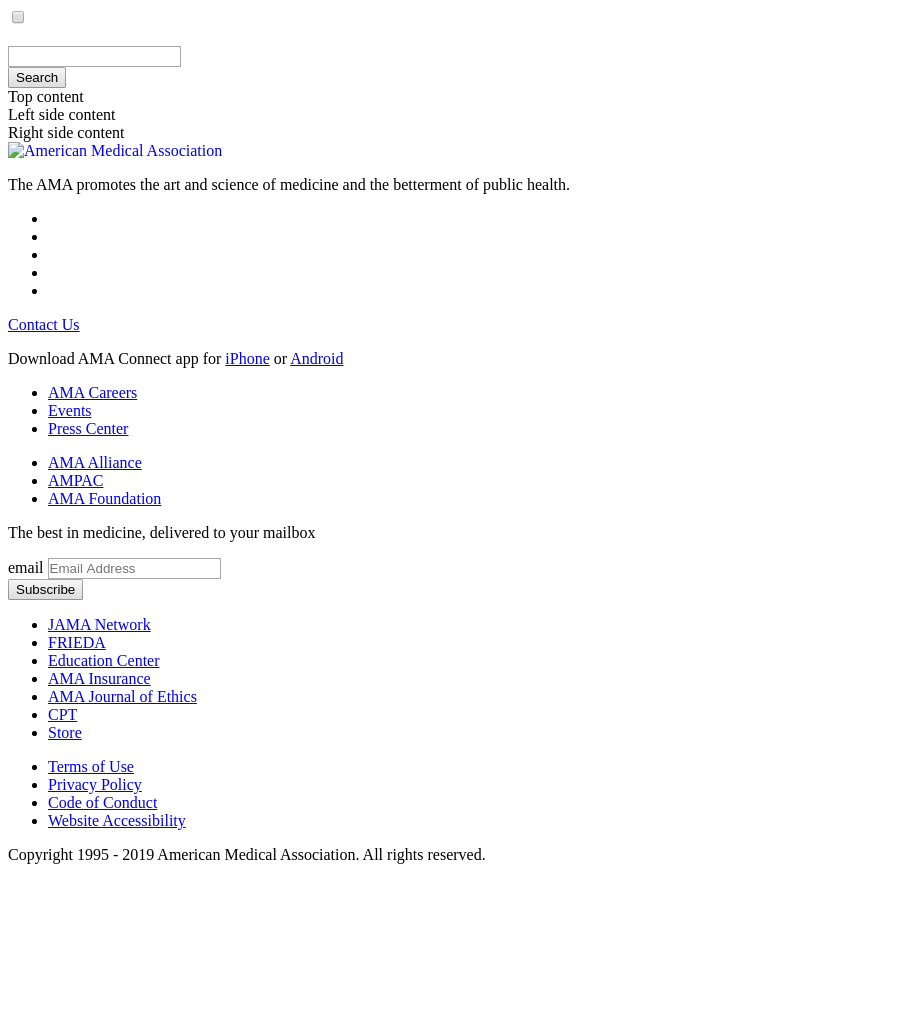 Search
Top content
Left side content
Right side content
American Medical Association
The AMA promotes the art and science of medicine and the betterment of public health.
Contact Us
Download AMA Connect app for iPhone or Android
AMA Careers
Events
Press Center
AMA Alliance
AMPAC
AMA Foundation
The best in medicine, delivered to your mailbox
email Email Address
Subscribe
JAMA Network
FRIEDA
Education Center
AMA Insurance
AMA Journal of Ethics
CPT
Store
Terms of Use
Privacy Policy
Code of Conduct
Website Accessibility
Copyright 1995 - 2019 American Medical Association. All rights reserved.